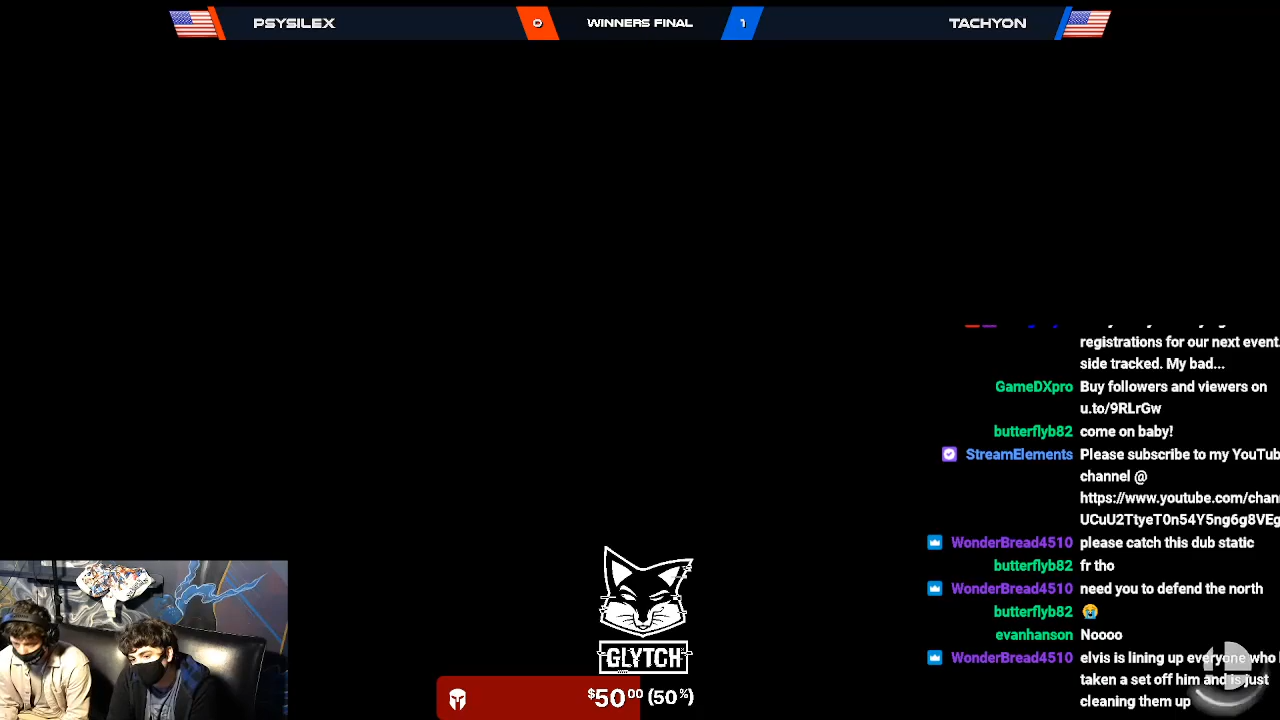 PSYSILEX
0
WINNERS FINAL
1
TACHYON
registrations for our next event.
side tracked. My bad...
GameDXpro Buy followers and viewers on
u.to/9RLrGw
butterflyb82 come on baby!
StreamElements Please subscribe to my YouTub
channel @
https://www.youtube.com/chan
UCuU2TtyeT0n54Y5ng6g8VEg
WonderBread4510 please catch this dub static
butterflyb82 fr tho
WonderBread4510 need you to defend the north
butterflyb82 😭
evanhanson Noooo
WonderBread4510 elvis is lining up everyone who
taken a set off him and is just
cleaning them up
GLYTCH
$50.00 (50%)